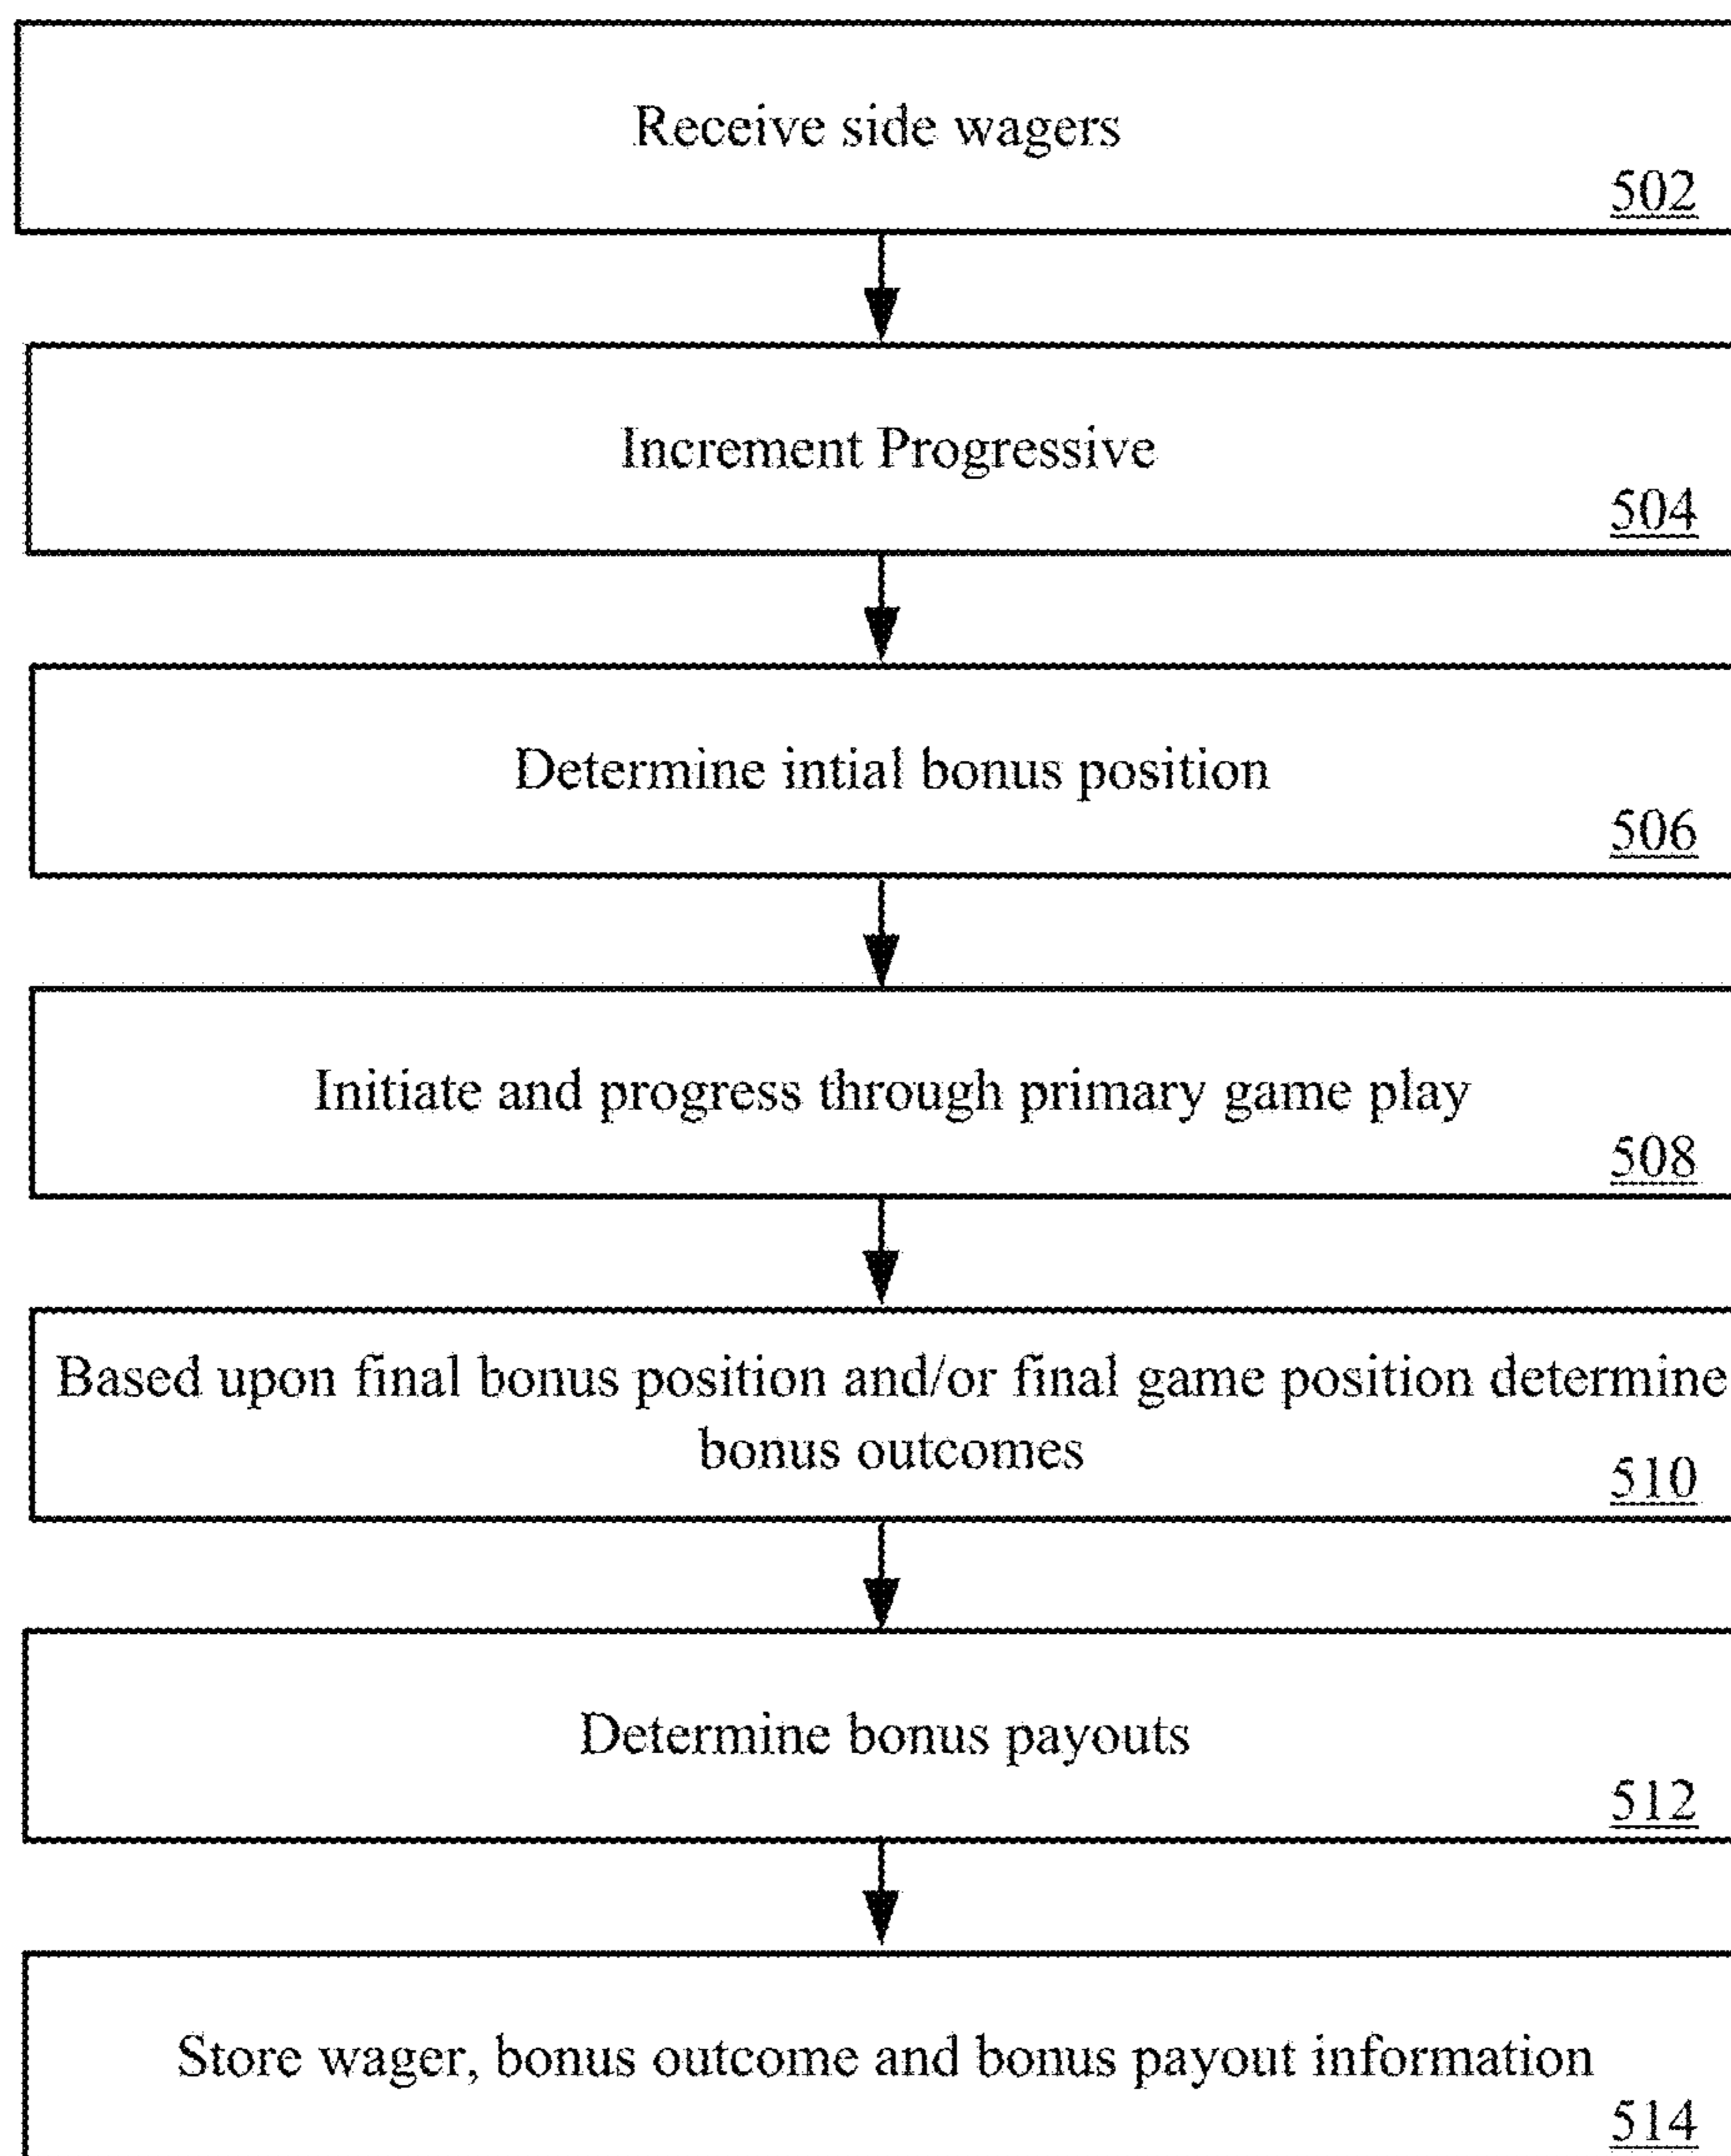 Receive side wagers
502
Increment Progressive
504
Determine intial bonus position
506
Initiate and progress through primary game play
508
Based upon final bonus position and/or final game position determine
bonus outcomes
510
Determine bonus payouts
512
Store wager, bonus outcome and bonus payout information
514